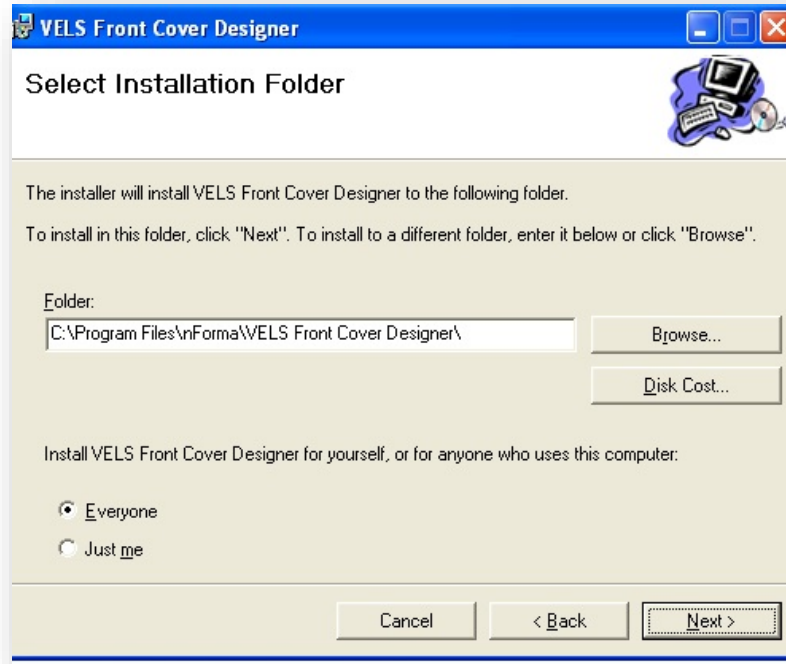 VELS Front Cover Designer
Select Installation Folder
The installer will install VELS Front Cover Designer to the following folder.
To install in this folder, click "Next". To install to a different folder, enter it below or click "Browse".
Folder:
C:\Program Files\nForma\VELS Front Cover Designer\
Browse...
Disk Cost...
Install VELS Front Cover Designer for yourself, or for anyone who uses this computer:
Everyone
Just me
Cancel
< Back
Next >